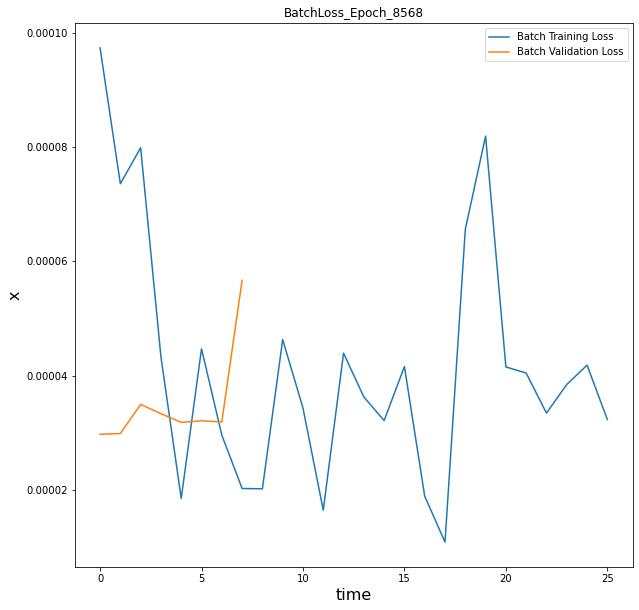 BatchLoss_Epoch_8568
Batch Training Loss
Batch Validation Loss
0.00010
0.00008
0.00006
0.00004
0.00002
x
0 5 10 15 20 25
time